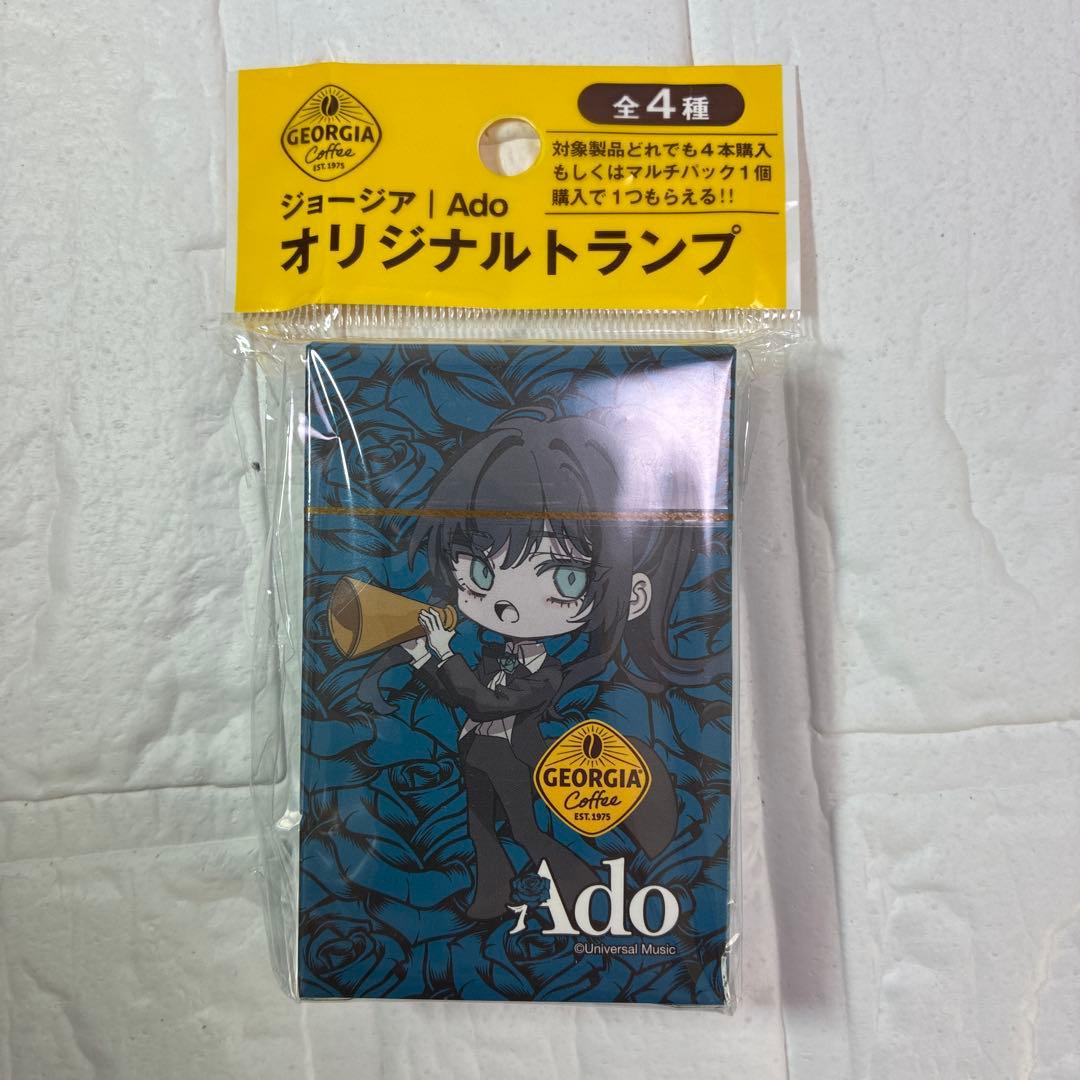 GEORGIA
Coffee
EST. 1975
全4種
対象製品どれでも4本購入
もしくはマルチパック1個
購入で1つもらえる!!
ジョージア | Ado
オリジナルトランプ
GEORGIA®
Coffee
EST. 1975
Ado
©Universal Music